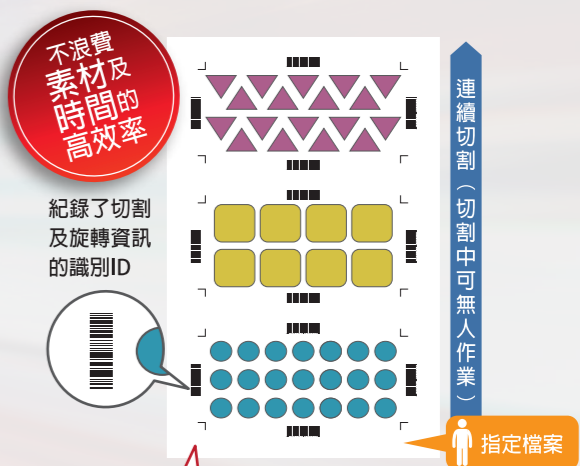 不浪費
素材及
時間的
高效率
紀錄了切割
及旋轉資訊
的識別ID
連續切割（切割中可無人作業）
指定檔案